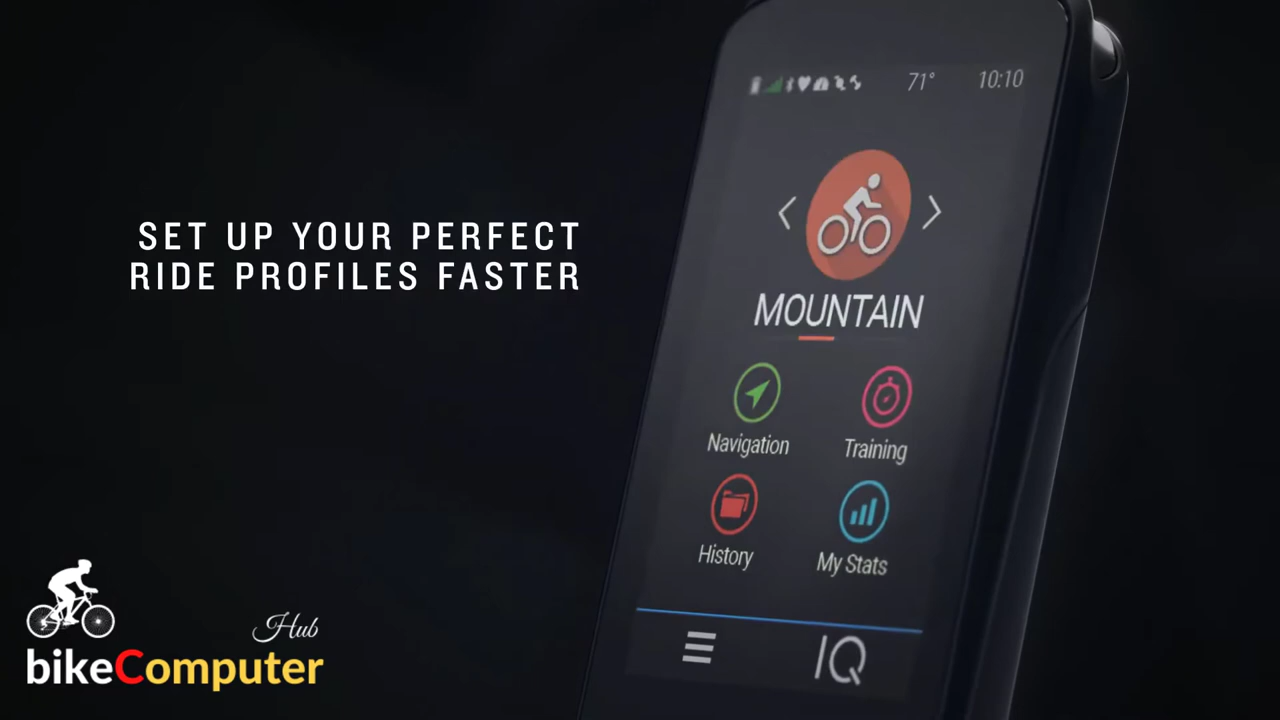 71° 10:10
SET UP YOUR PERFECT
RIDE PROFILES FASTER
MOUNTAIN
Navigation Training
History My Stats
IQ
Hub
bikeComputer